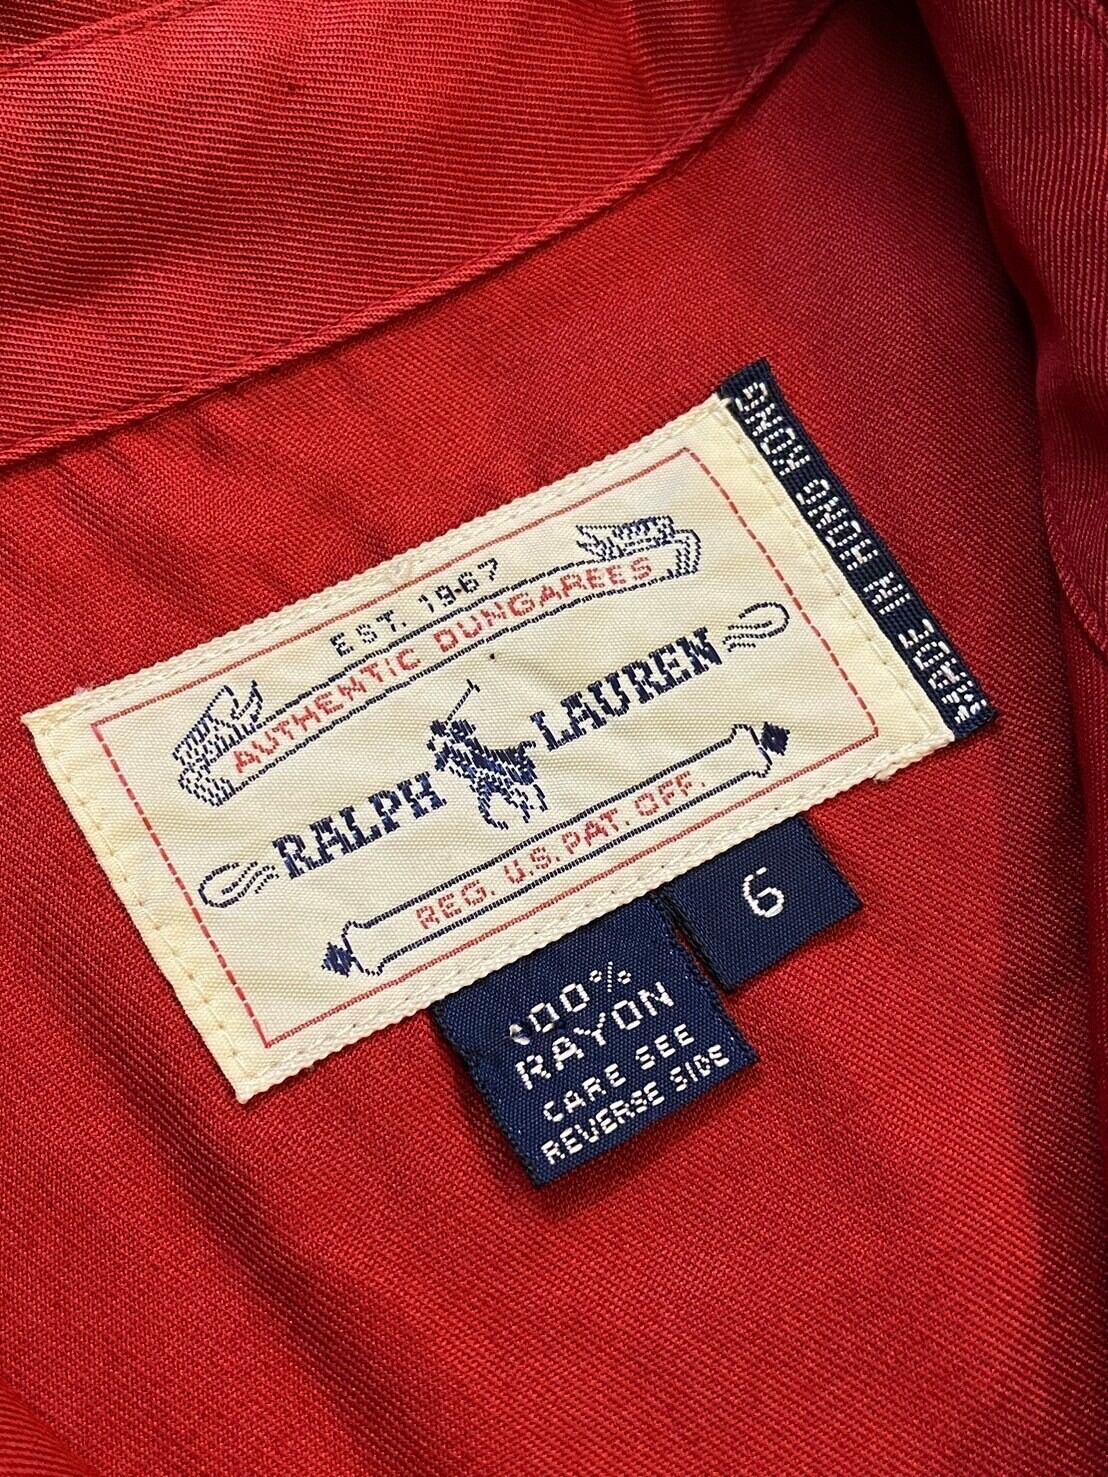 EST. 1967
AUTHENTIC DUNGAREES
RALPH LAUREN
REG. U.S. PAT. OFF.
MADE IN HONG KONG
6
100%
RAYON
CARE SEE
REVERSE SIDE